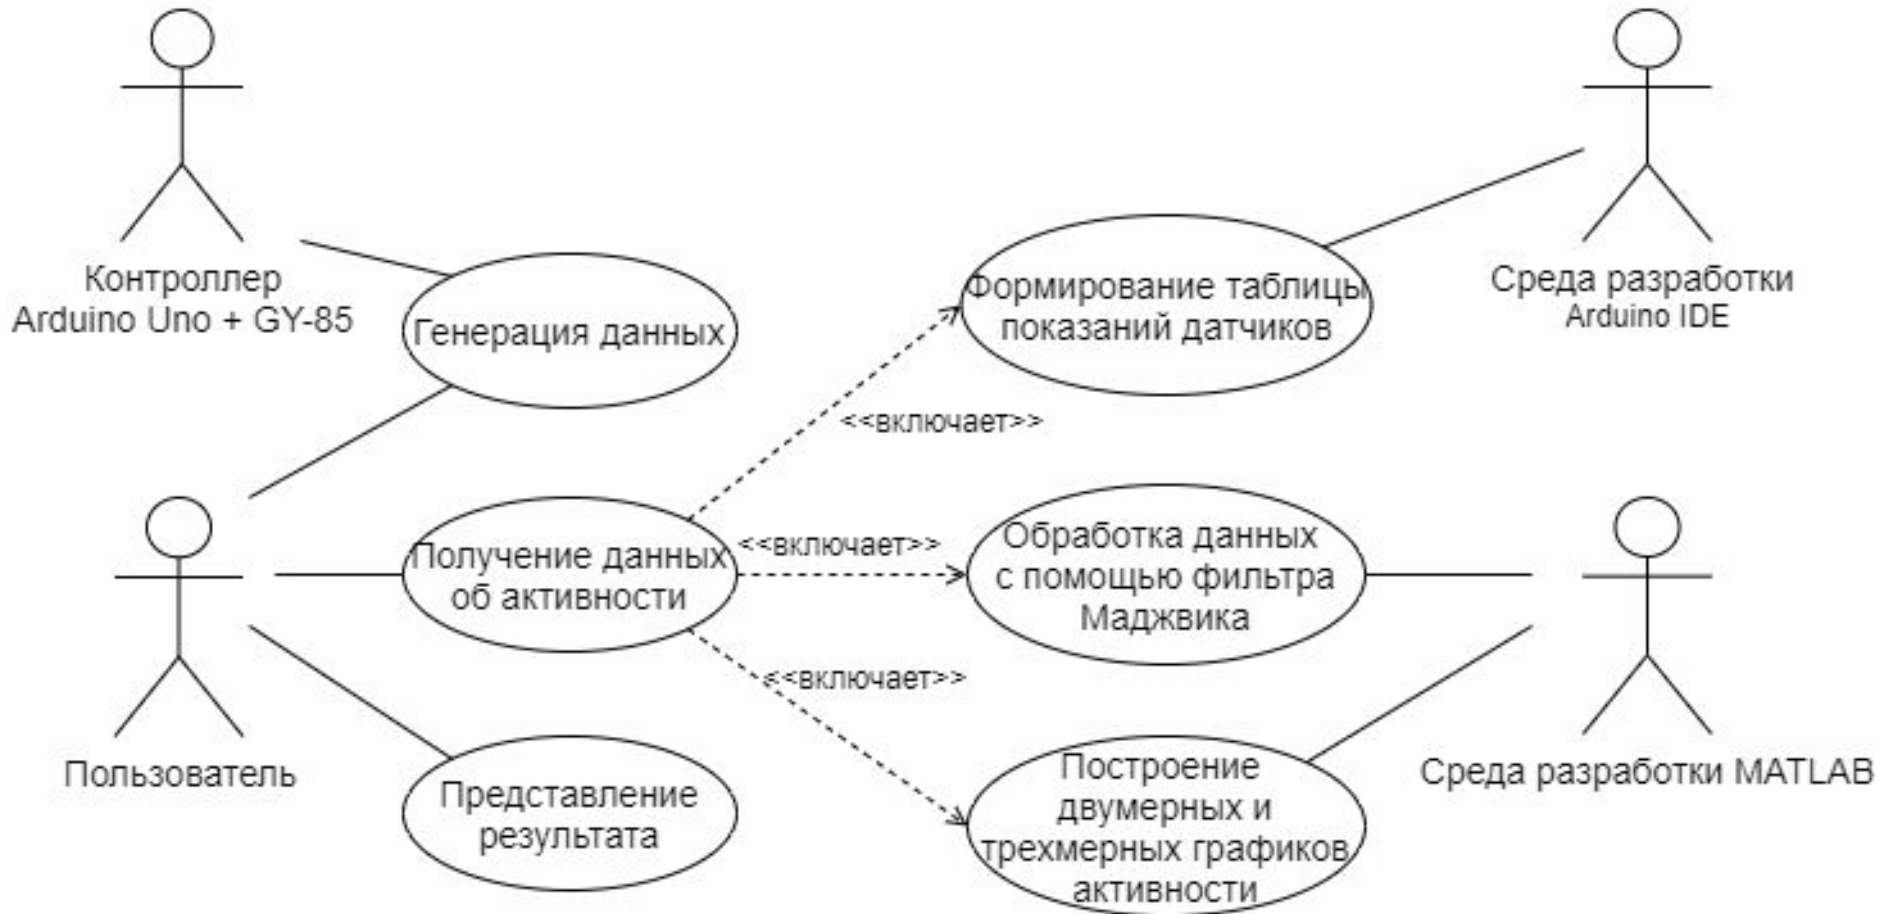 Контроллер
Arduino Uno + GY-85
Генерация данных
Формирование таблицы
показаний датчиков
Среда разработки
Arduino IDE
<<включает>>
Пользователь
Получение данных
об активности
<<включает>>
Обработка данных
с помощью фильтра
Маджвика
<<включает>>
Среда разработки MATLAB
Представление
результата
Построение
двумерных и
трехмерных графиков
активности